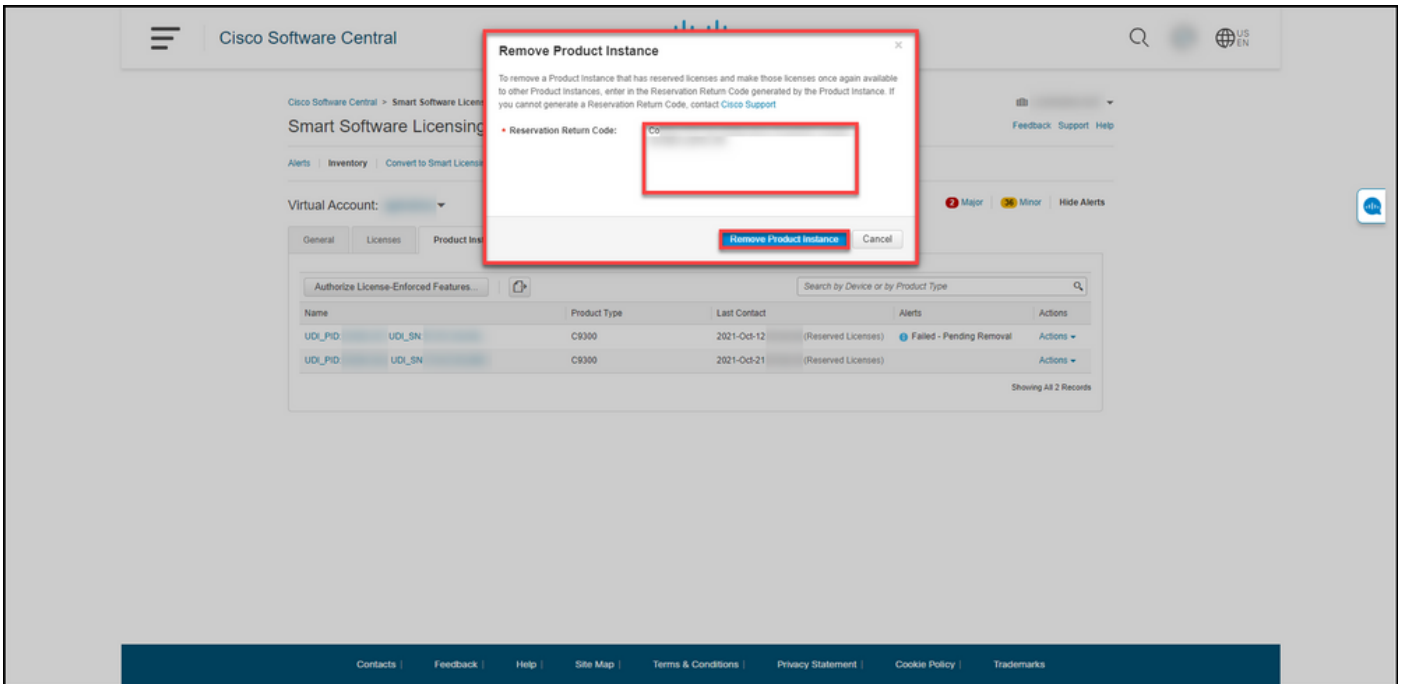 Cisco Software Central
US
EN
Remove Product Instance
To remove a Product Instance that has reserved licenses and make those licenses once again available
to other Product Instances, enter in the Reservation Return Code generated by the Product Instance. If
you cannot generate a Reservation Return Code, contact Cisco Support
* Reservation Return Code:
Co
Remove Product Instance
Cancel
Cisco Software Central > Smart Software Licens
Smart Software Licensing
Feedback Support Help
Alerts | Inventory | Convert to Smart Licensin
Virtual Account:
2 Major | 36 Minor | Hide Alerts
General
Licenses
Product Inst
Authorize License-Enforced Features...
Search by Device or by Product Type
Name Product Type Last Contact Alerts Actions
UDI_PID: UDI_SN: C9300 2021-Oct-12 (Reserved Licenses) Failed - Pending Removal Actions
UDI_PID: UDI_SN: C9300 2021-Oct-21 (Reserved Licenses) Actions
Showing All 2 Records
Contacts | Feedback | Help | Site Map | Terms & Conditions | Privacy Statement | Cookie Policy | Trademarks